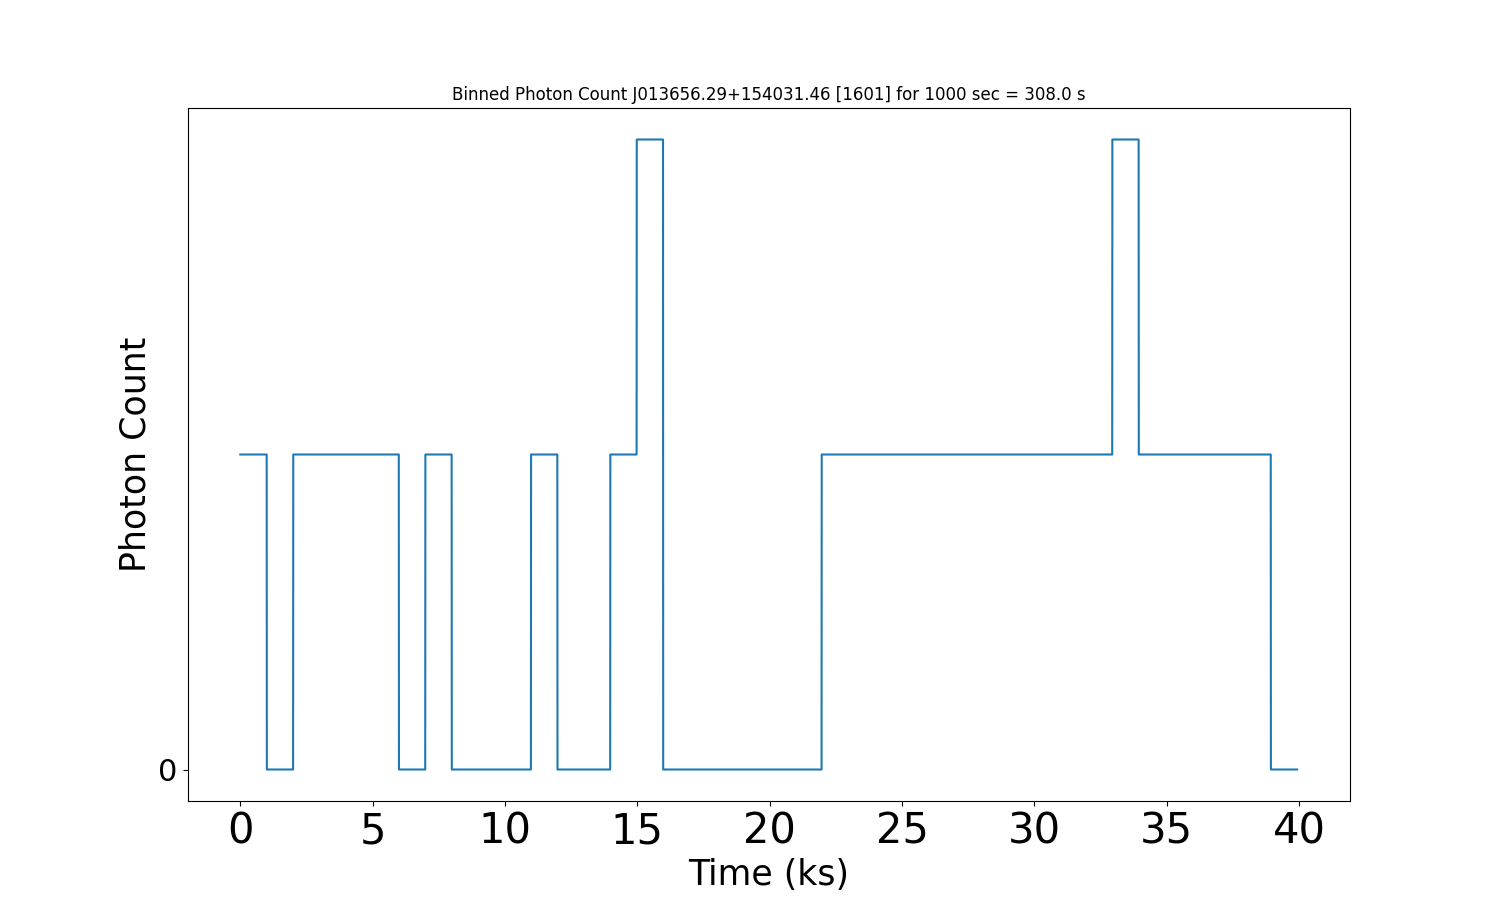 Binned Photon Count J013656.29+154031.46 [1601] for 1000 sec = 308.0 s
Photon Count
0
0 5 10 15 20 25 30 35 40
Time (ks)